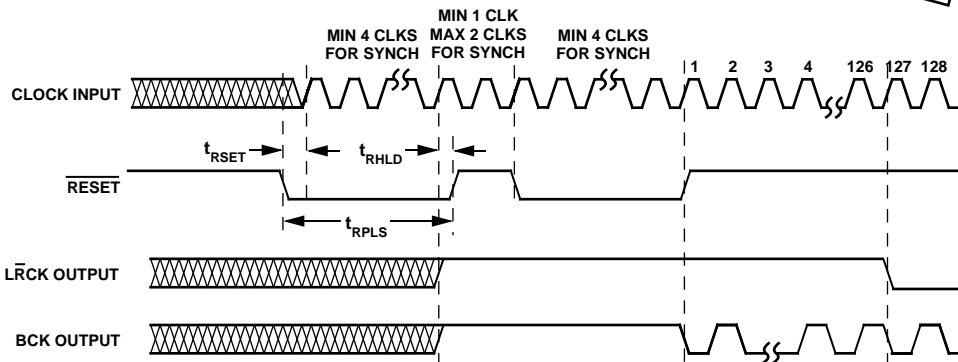 MIN 4 CLKS
FOR SYNCH
MIN 1 CLK
MAX 2 CLKS
FOR SYNCH
MIN 4 CLKS
FOR SYNCH
1 2 3 4 126 127 128
CLOCK INPUT
tRSET
tRHLD
RESET
tRPLS
LRCK OUTPUT
BCK OUTPUT